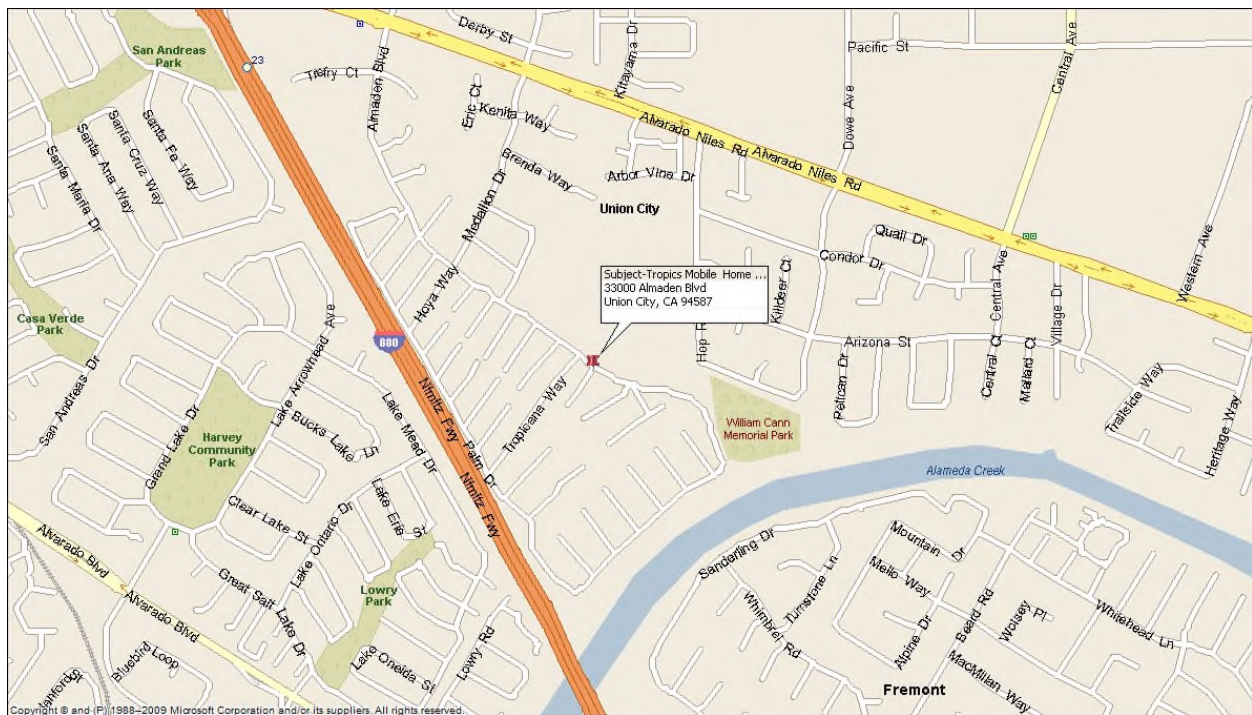 Derby St
Kitayama Dr
Pacific St
Central Ave
San Andreas
Park
23
Trefry Ct
Almaden Blvd
Eric Ct
Kenita Way
Alvarado Niles Rd
Alvarado Niles Rd
Dowe Ave
Santa Fe Way
Santa Cruz Way
Santa Ana Way
Santa Maria Dr
Brenda Way
Arbor Vine Dr
Medallion Dr
Union City
Quail Dr
Condor Dr
Western Ave
Subject-Tropics Mobile Home ...
33000 Almaden Blvd
Union City, CA 94587
Killdeer Ct
Central Ave
Village Dr
Hoya Way
Casa Verde
Park
880
Lake Arrowhead Ave
San Andreas Dr
Hop R
Arizona St
Pelican Dr
Central Ct
Mallard Ct
Trailside Way
Heritage Way
Nimitz Fwy
Tropicana Way
Grand Lake Dr
Harvey
Community
Park
Bucks Lake Ln
Lake Mead Dr
Palm Dr
Nimitz Fwy
William Cann
Memorial Park
Alameda Creek
Clear Lake St
Lake Ontario Dr
Lake Erie St
Alvarado Blvd
Alvarado Blvd
Great Salt Lake Dr
Lowry
Park
Sanderling Dr
Turnstone Ln
Whimbrel Rd
Mountain Dr
Mello Way
Alpine Dr
Beard Rd
Wolsey Pl
Whitehead Ln
MacMillan Way
Bluebird Loop
Lake Oneida St
Lowry Rd
Fremont
Copyright © and (P) 1988–2009 Microsoft Corporation and/or its suppliers. All rights reserved.